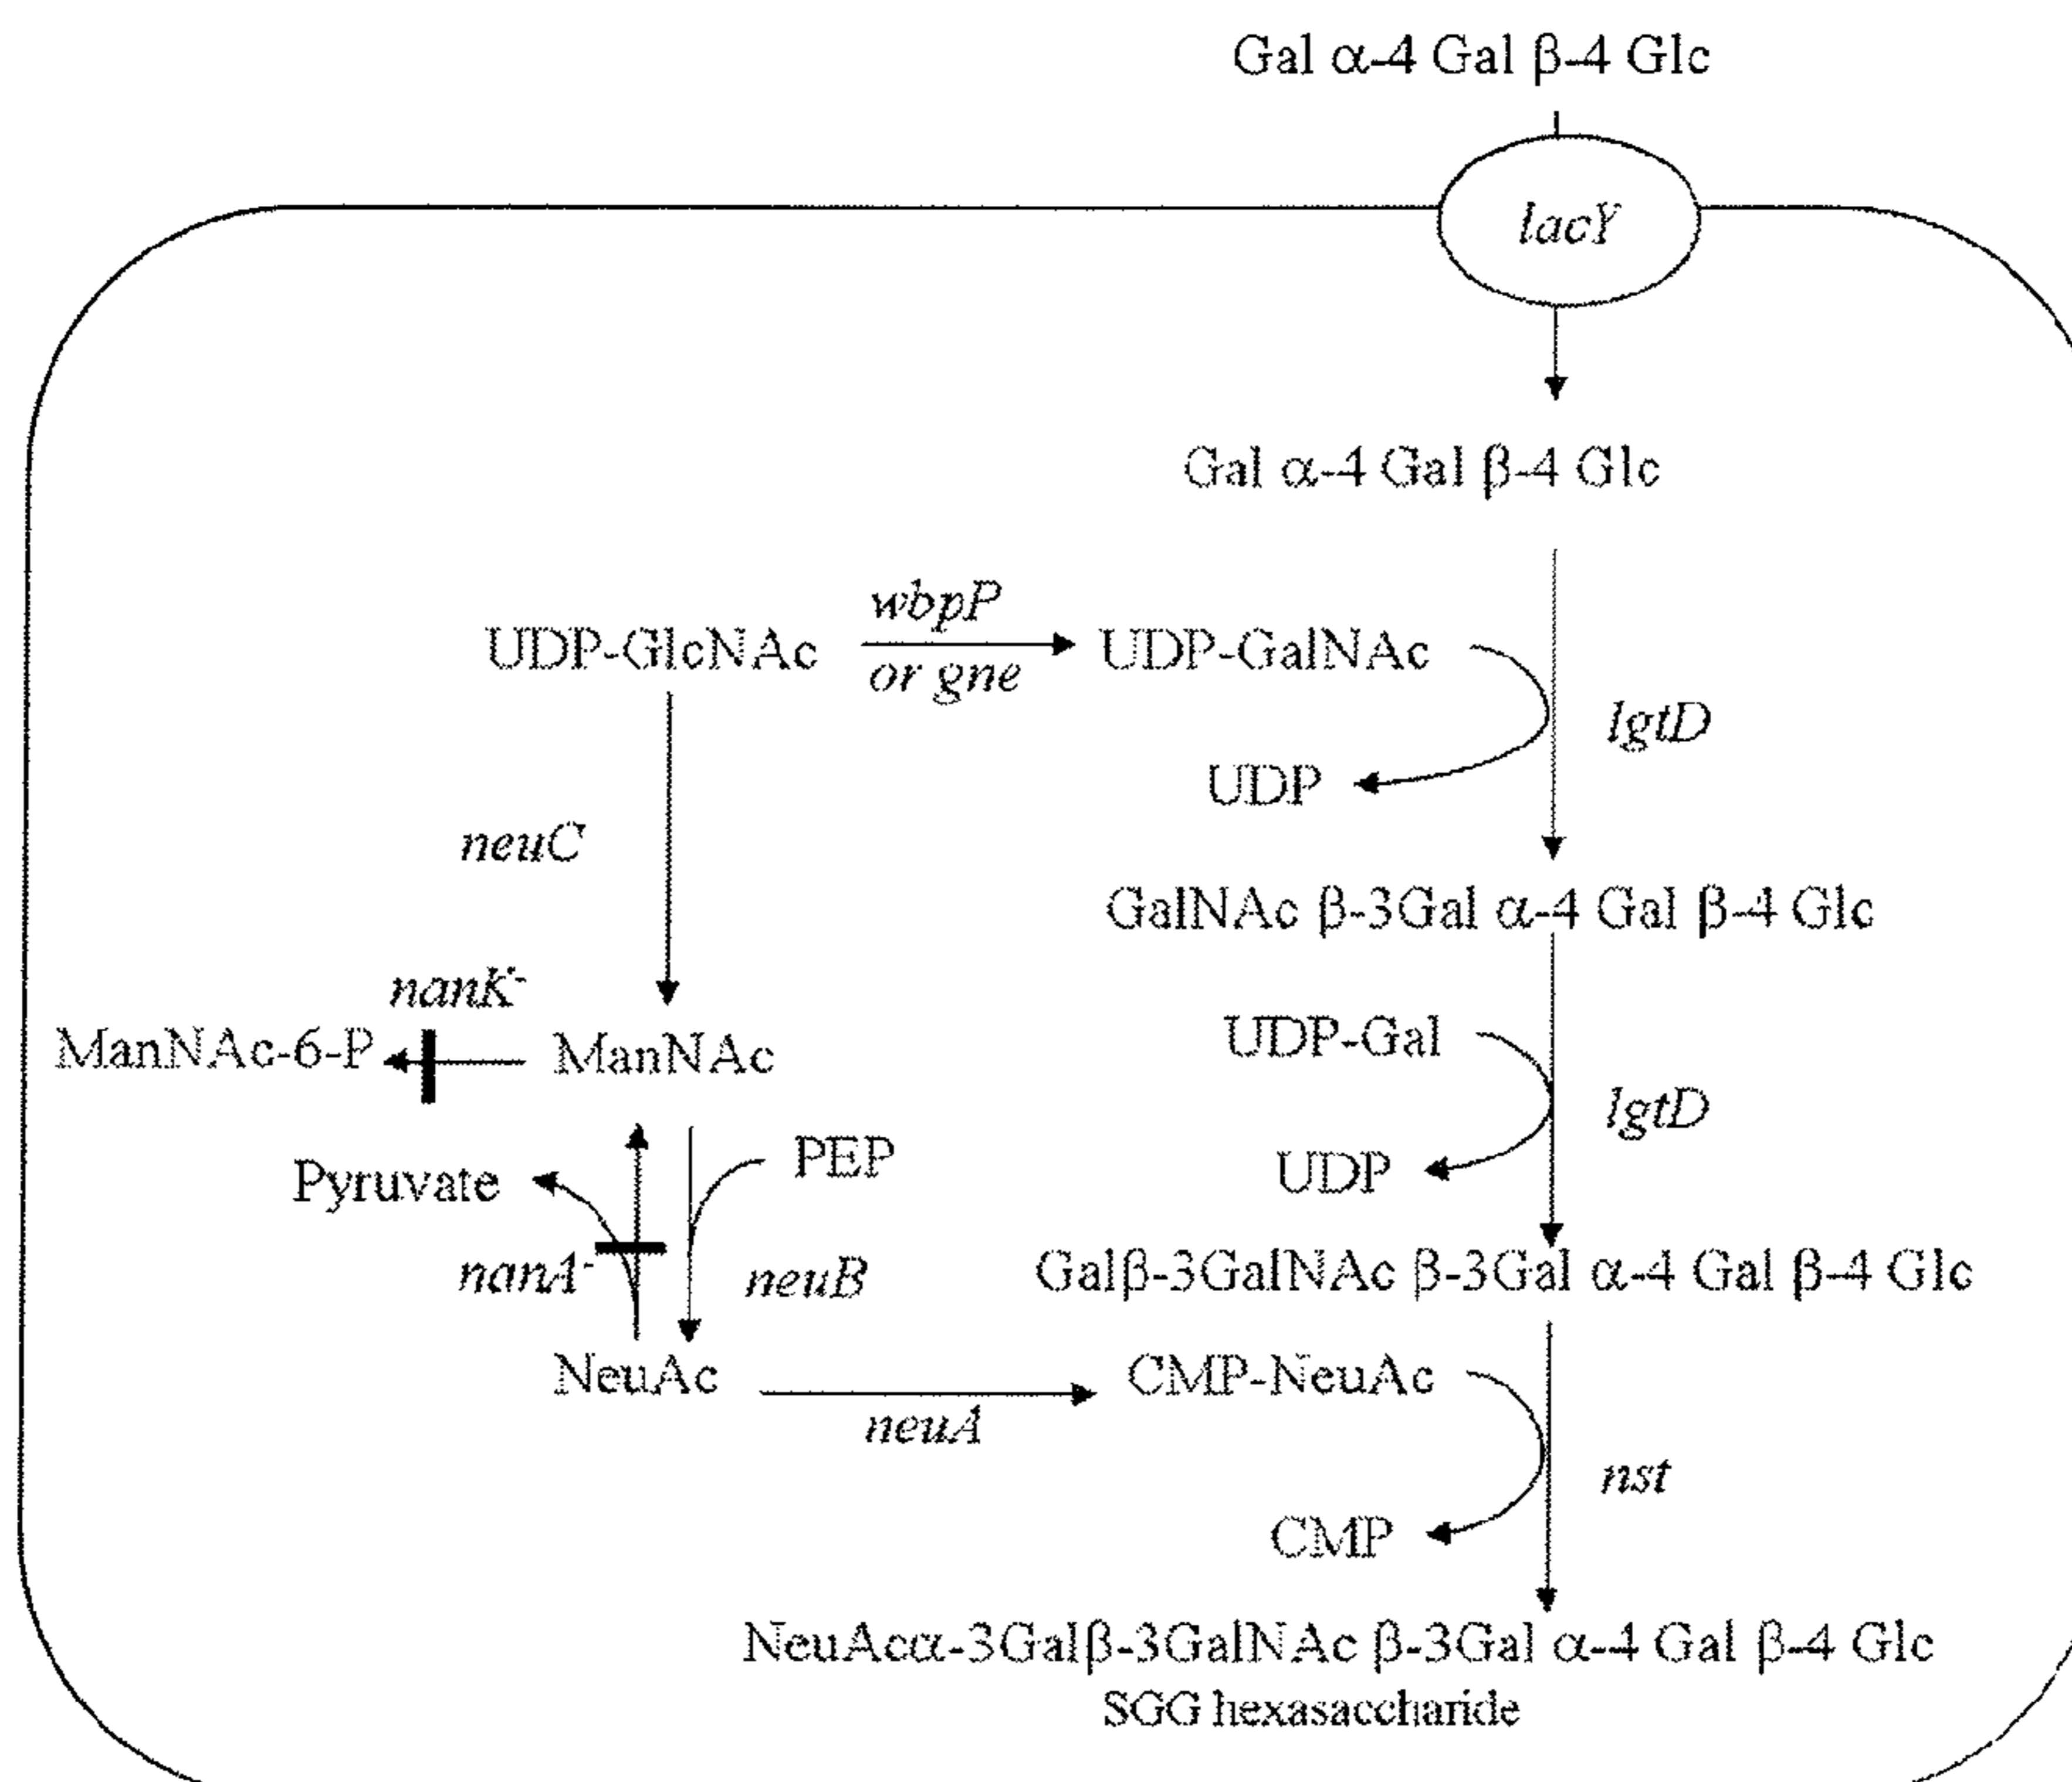 Gal α-4 Gal β-4 Glc
lacY
Gal α-4 Gal β-4 Glc
wbpP
UDP-GlcNAc
UDP-GalNAc
or gne
lgtD
UDP
neuC
GalNAc β-3Gal α-4 Gal β-4 Glc
nanK-
UDP-Gal
ManNAc-6-P
ManNAc
lgtD
PEP
Pyruvate
UDP
nanA-
neuB
Galβ-3GalNAc β-3Gal α-4 Gal β-4 Glc
NeuAc
CMP-NeuAc
neuA
nst
CMP
NeuAcα-3Galβ-3GalNAc β-3Gal α-4 Gal β-4 Glc
SGG hexasaccharide